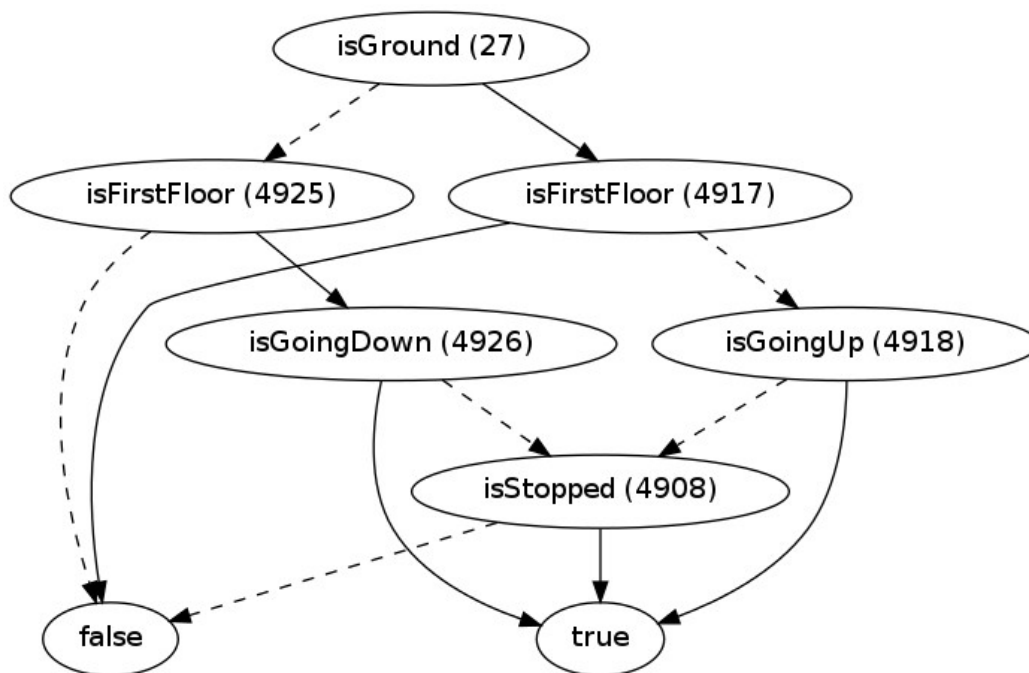 isGround (27)
isFirstFloor (4925)
isFirstFloor (4917)
isGoingDown (4926)
isGoingUp (4918)
isStopped (4908)
false
true